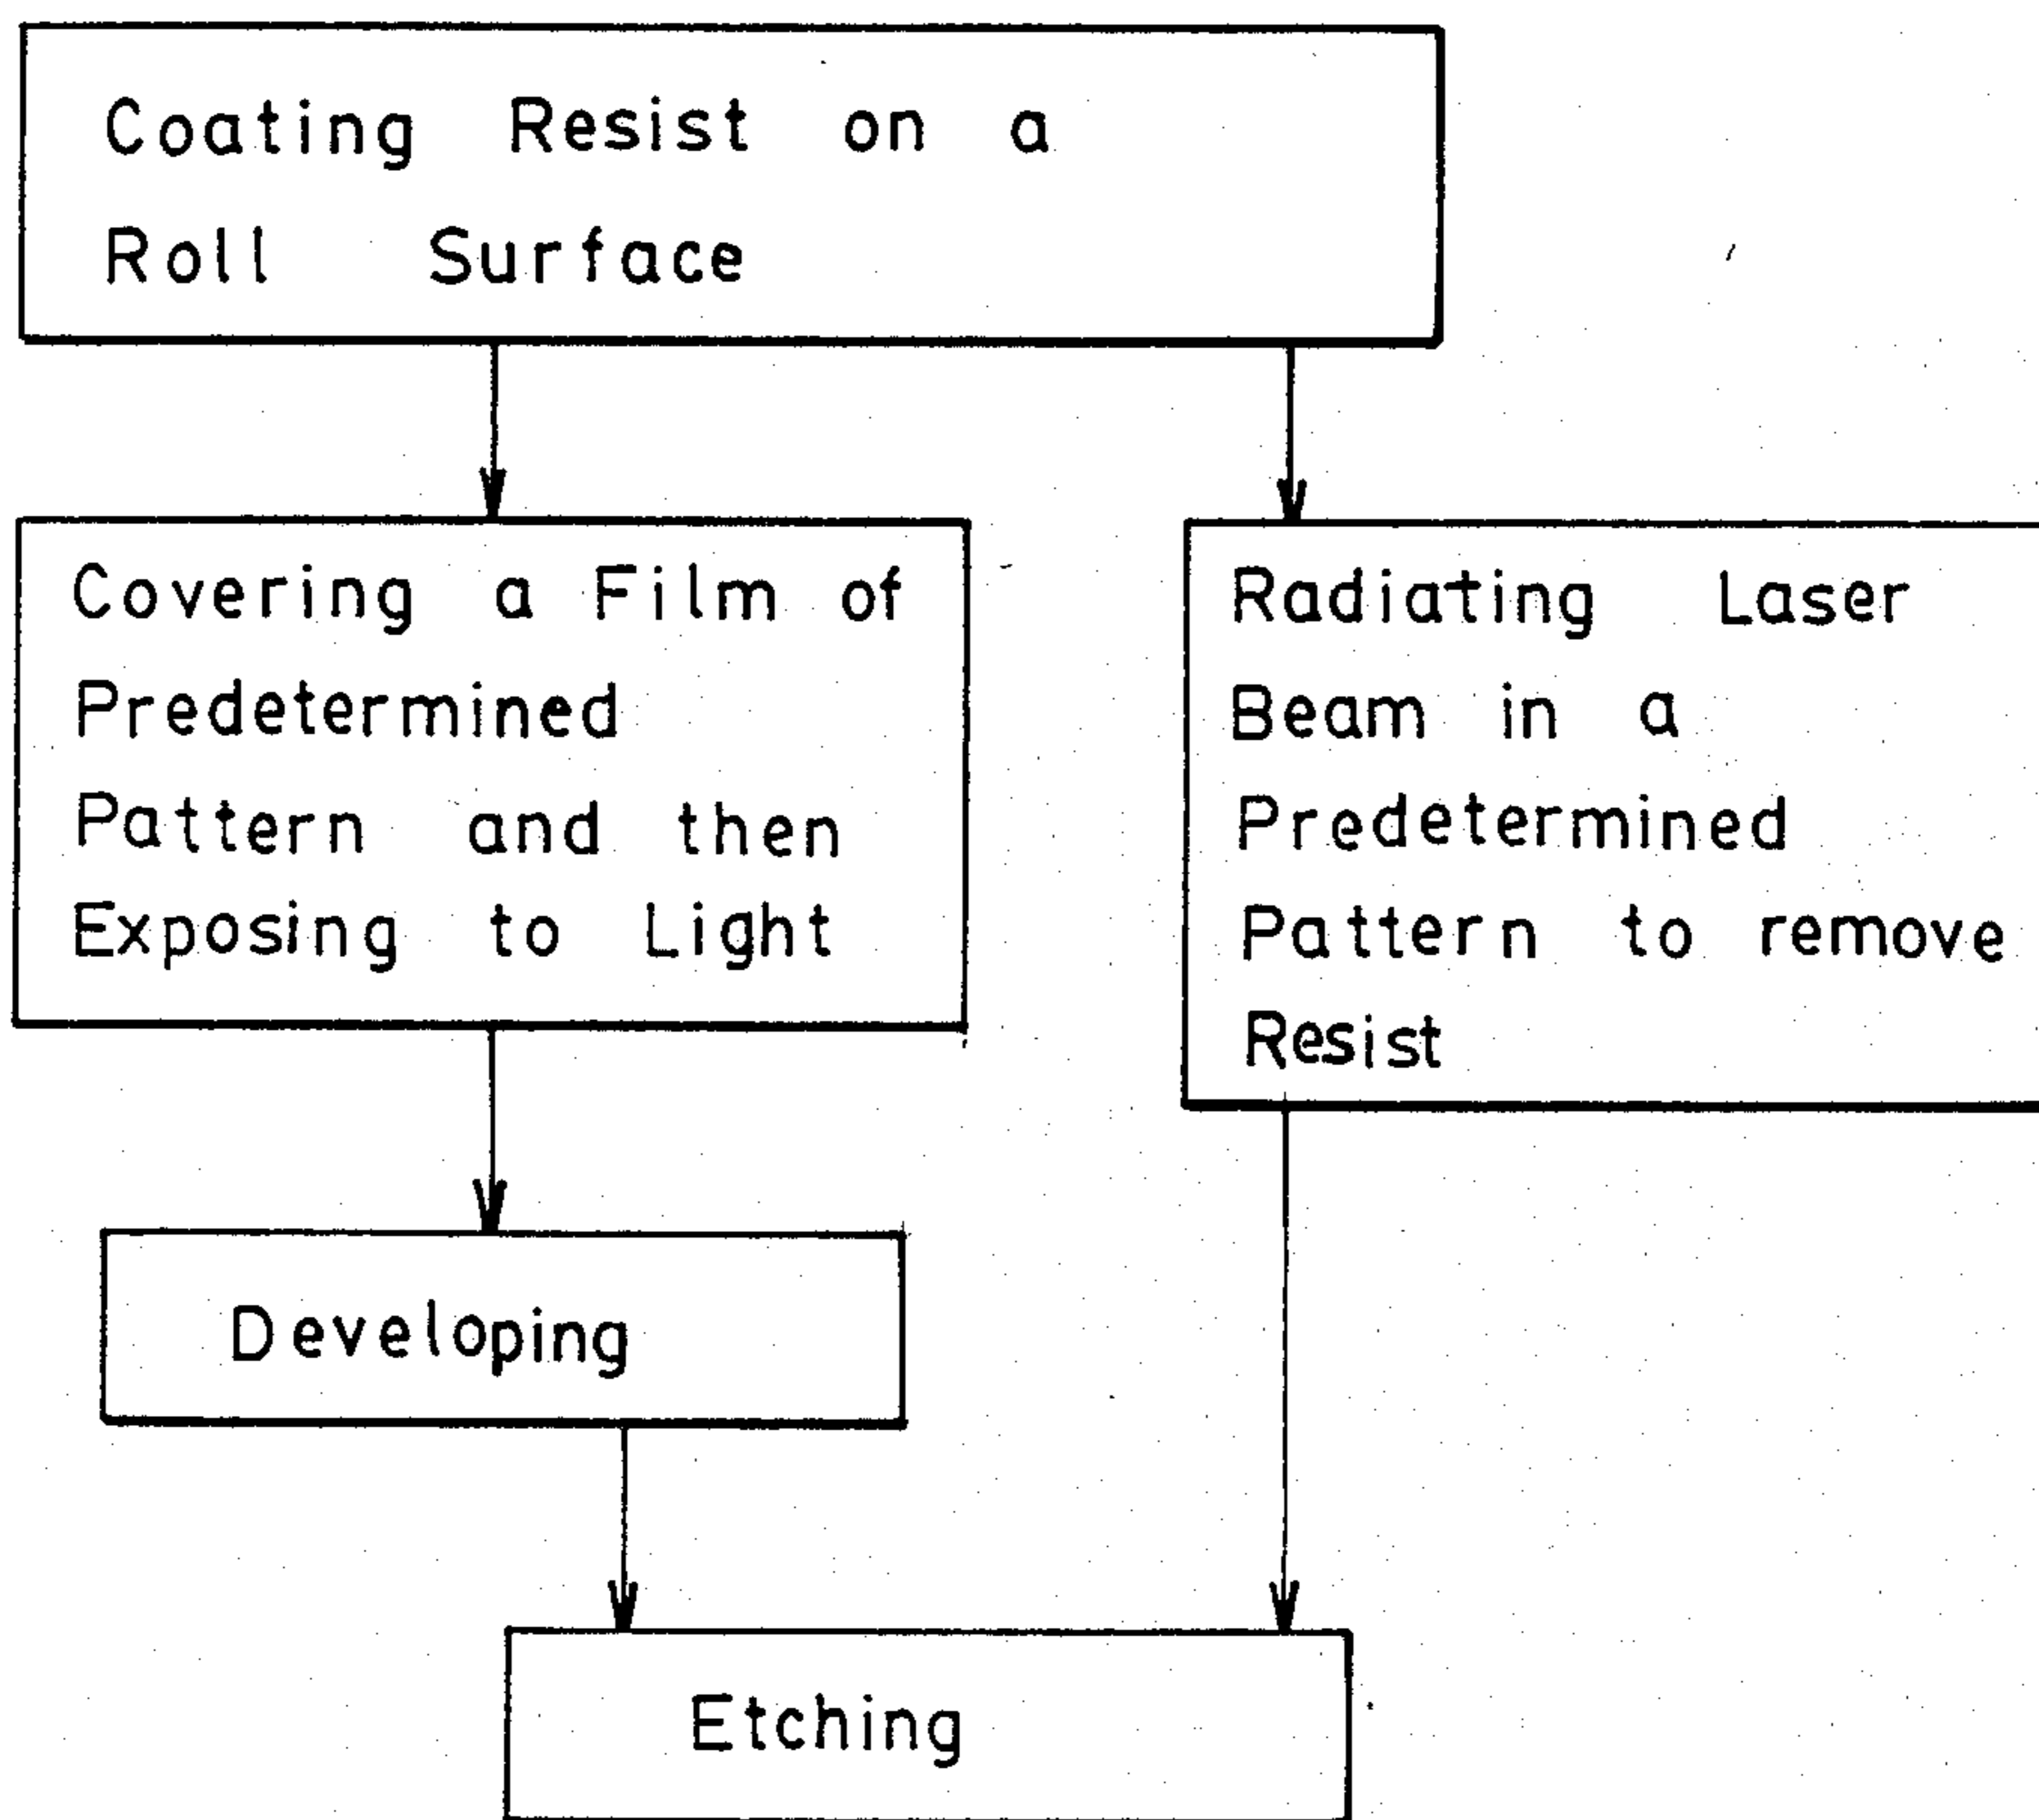 Coating Resist on a
Roll Surface
Covering a Film of
Predetermined
Pattern and then
Exposing to Light
Radiating Laser
Beam in a
Predetermined
Pattern to remove
Resist
Developing
Etching